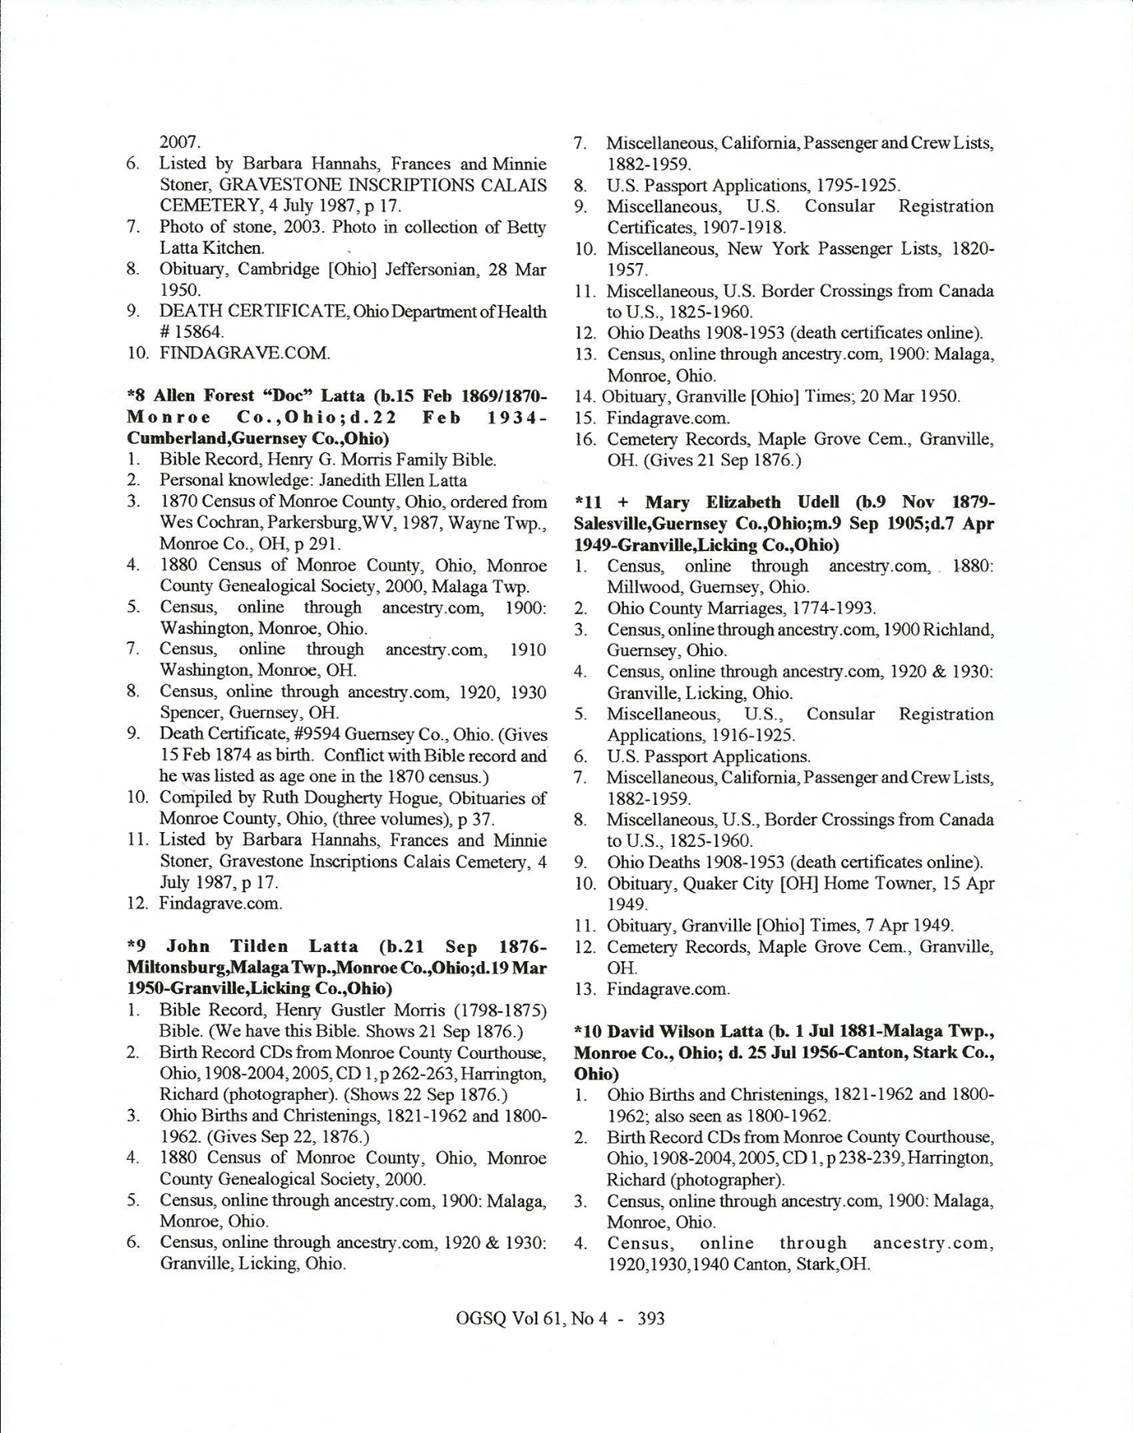 2007.
6. Listed by Barbara Hannahs, Frances and Minnie
Stoner, GRAVESTONE INSCRIPTIONS CALAIS
CEMETERY, 4 July 1987, p 17.
7. Photo of stone, 2003. Photo in collection of Betty
Latta Kitchen.
8. Obituary, Cambridge [Ohio] Jeffersonian, 28 Mar
1950.
9. DEATH CERTIFICATE, Ohio Department of Health
# 15864.
10. FINDAGRAVE.COM.
*8 Allen Forest “Doc” Latta (b.15 Feb 1869/1870-
Monroe Co.,Ohio;d.22 Feb 1934-
Cumberland,Guernsey Co.,Ohio)
1. Bible Record, Henry G. Morris Family Bible.
2. Personal knowledge: Janedith Ellen Latta
3. 1870 Census of Monroe County, Ohio, ordered from
Wes Cochran, Parkersburg,WV, 1987, Wayne Twp.,
Monroe Co., OH, p 291.
4. 1880 Census of Monroe County, Ohio, Monroe
County Genealogical Society, 2000, Malaga Twp.
5. Census, online through ancestry.com, 1900:
Washington, Monroe, Ohio.
7. Census, online through ancestry.com, 1910
Washington, Monroe, OH.
8. Census, online through ancestry.com, 1920, 1930
Spencer, Guernsey, OH.
9. Death Certificate, #9594 Guernsey Co., Ohio. (Gives
15 Feb 1874 as birth. Conflict with Bible record and
he was listed as age one in the 1870 census.)
10. Compiled by Ruth Dougherty Hogue, Obituaries of
Monroe County, Ohio, (three volumes), p 37.
11. Listed by Barbara Hannahs, Frances and Minnie
Stoner, Gravestone Inscriptions Calais Cemetery, 4
July 1987, p 17.
12. Findagrave.com.
*9 John Tilden Latta (b.21 Sep 1876-
Miltonsburg,Malaga Twp.,Monroe Co.,Ohio;d.19 Mar
1950-Granville,Licking Co.,Ohio)
1. Bible Record, Henry Gustler Morris (1798-1875)
Bible. (We have this Bible. Shows 21 Sep 1876.)
2. Birth Record CDs from Monroe County Courthouse,
Ohio, 1908-2004, 2005, CD 1, p 262-263, Harrington,
Richard (photographer). (Shows 22 Sep 1876.)
3. Ohio Births and Christenings, 1821-1962 and 1800-
1962. (Gives Sep 22, 1876.)
4. 1880 Census of Monroe County, Ohio, Monroe
County Genealogical Society, 2000.
5. Census, online through ancestry.com, 1900: Malaga,
Monroe, Ohio.
6. Census, online through ancestry.com, 1920 & 1930:
Granville, Licking, Ohio.
7. Miscellaneous, California, Passenger and Crew Lists,
1882-1959.
8. U.S. Passport Applications, 1795-1925.
9. Miscellaneous, U.S. Consular Registration
Certificates, 1907-1918.
10. Miscellaneous, New York Passenger Lists, 1820-
1957.
11. Miscellaneous, U.S. Border Crossings from Canada
to U.S., 1825-1960.
12. Ohio Deaths 1908-1953 (death certificates online).
13. Census, online through ancestry.com, 1900: Malaga,
Monroe, Ohio.
14. Obituary, Granville [Ohio] Times; 20 Mar 1950.
15. Findagrave.com.
16. Cemetery Records, Maple Grove Cem., Granville,
OH. (Gives 21 Sep 1876.)
*11 + Mary Elizabeth Udell (b.9 Nov 1879-
Salesville,Guernsey Co.,Ohio;m.9 Sep 1905;d.7 Apr
1949-Granville,Licking Co.,Ohio)
1. Census, online through ancestry.com, 1880:
Millwood, Guernsey, Ohio.
2. Ohio County Marriages, 1774-1993.
3. Census, online through ancestry.com, 1900 Richland,
Guernsey, Ohio.
4. Census, online through ancestry.com, 1920 & 1930:
Granville, Licking, Ohio.
5. Miscellaneous, U.S., Consular Registration
Applications, 1916-1925.
6. U.S. Passport Applications.
7. Miscellaneous, California, Passenger and Crew Lists,
1882-1959.
8. Miscellaneous, U.S., Border Crossings from Canada
to U.S., 1825-1960.
9. Ohio Deaths 1908-1953 (death certificates online).
10. Obituary, Quaker City [OH] Home Towner, 15 Apr
1949.
11. Obituary, Granville [Ohio] Times, 7 Apr 1949.
12. Cemetery Records, Maple Grove Cem., Granville,
OH.
13. Findagrave.com.
*10 David Wilson Latta (b. 1 Jul 1881-Malaga Twp.,
Monroe Co., Ohio; d. 25 Jul 1956-Canton, Stark Co.,
Ohio)
1. Ohio Births and Christenings, 1821-1962 and 1800-
1962; also seen as 1800-1962.
2. Birth Record CDs from Monroe County Courthouse,
Ohio, 1908-2004, 2005, CD 1, p 238-239, Harrington,
Richard (photographer).
3. Census, online through ancestry.com, 1900: Malaga,
Monroe, Ohio.
4. Census, online through ancestry.com,
1920,1930,1940 Canton, Stark,OH.
OGSQ Vol 61, No 4 - 393